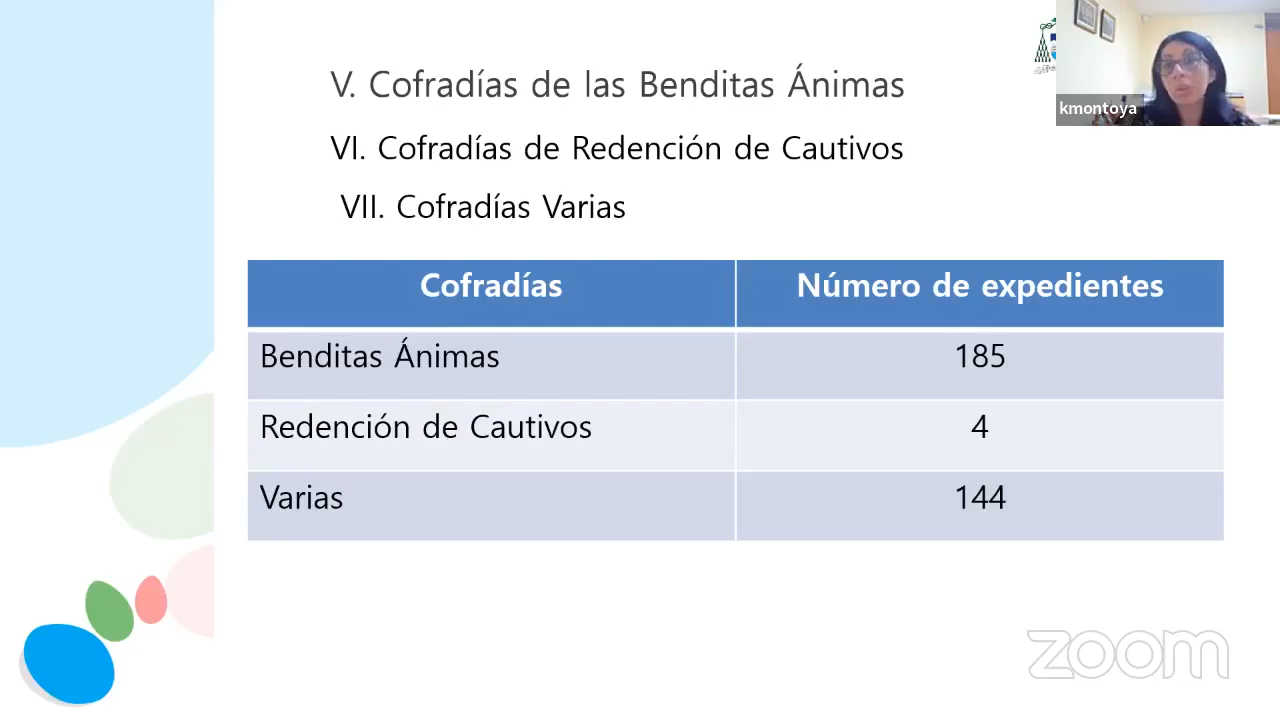 V. Cofradías de las Benditas Ánimas
VI. Cofradías de Redención de Cautivos
VII. Cofradías Varias
kmontoya
Cofradías Número de expedientes
Benditas Ánimas 185
Redención de Cautivos 4
Varias 144
zoom